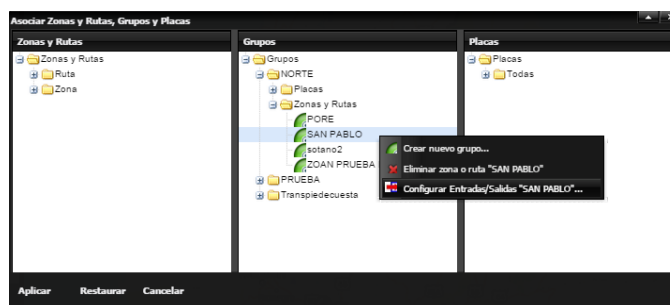 Asociar Zonas y Rutas, Grupos y Placas
Zonas y Rutas
Zonas y Rutas
Ruta
Zona
Grupos
Grupos
NORTE
Placas
Zonas y Rutas
PORE
SAN PABLO
sotano2
ZOAN PRUEBA
PRUEBA
Transpiedecuesta
Crear nuevo grupo...
Eliminar zona o ruta "SAN PABLO"
Configurar Entradas/Salidas "SAN PABLO"...
Placas
Placas
Todas
Aplicar Restaurar Cancelar